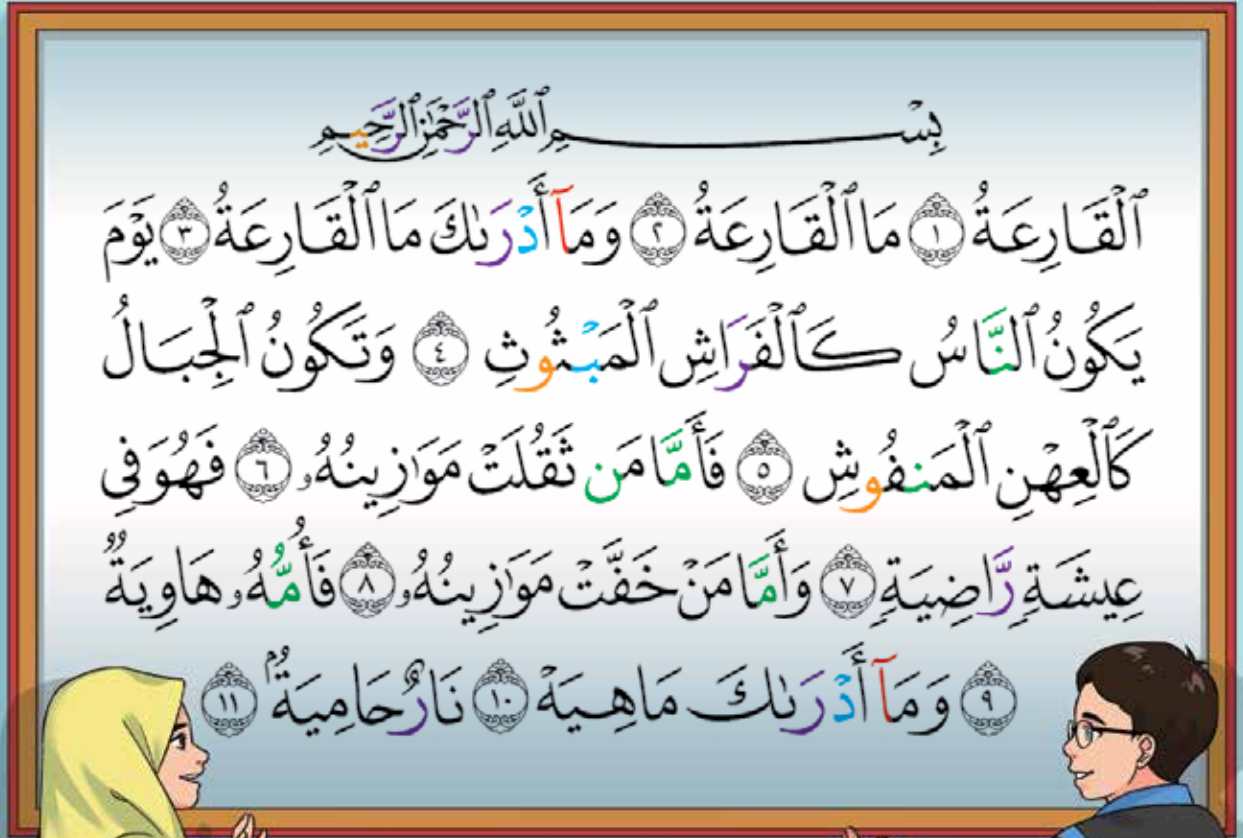 بِسْمِ ٱللَّهِ ٱلرَّحْمَٰنِ ٱلرَّحِيمِ
ٱلْقَارِعَةُ ١ مَا ٱلْقَارِعَةُ ٢ وَمَآ أَدْرَىٰكَ مَا ٱلْقَارِعَةُ ٣ يَوْمَ
يَكُونُ ٱلنَّاسُ كَٱلْفَرَاشِ ٱلْمَبْثُوثِ ٤ وَتَكُونُ ٱلْجِبَالُ
كَٱلْعِهْنِ ٱلْمَنفُوشِ ٥ فَأَمَّا مَن ثَقُلَتْ مَوَٰزِينُهُۥ ٦ فَهُوَ فِى
عِيشَةٍ رَّاضِيَةٍ ٧ وَأَمَّا مَنْ خَفَّتْ مَوَٰزِينُهُۥ ٨ فَأُمُّهُۥ هَاوِيَةٌ
٩ وَمَآ أَدْرَىٰكَ مَا هِيَهْ ١٠ نَارٌ حَامِيَةٌۢ ١١